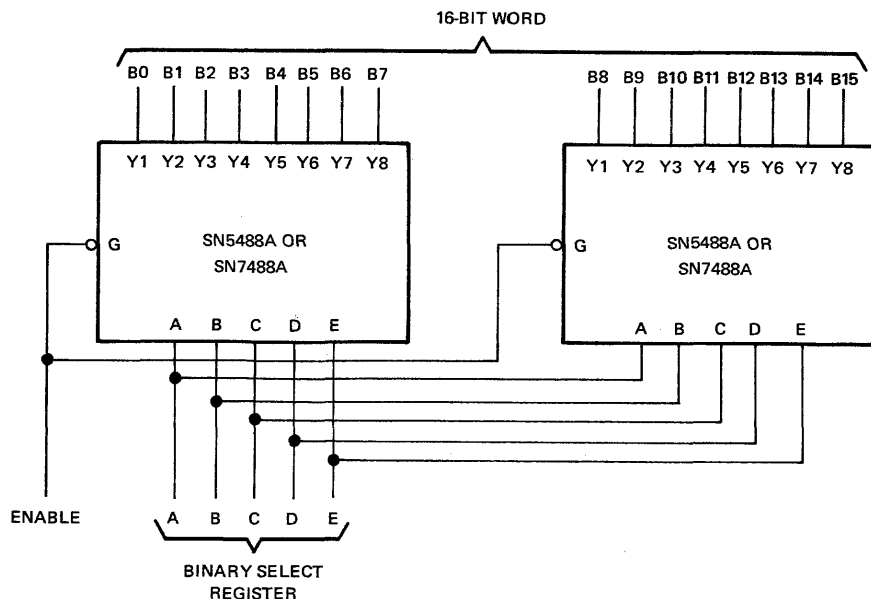 16-BIT WORD
B0 B1 B2 B3 B4 B5 B6 B7
B8 B9 B10 B11 B12 B13 B14 B15
Y1 Y2 Y3 Y4 Y5 Y6 Y7 Y8
Y1 Y2 Y3 Y4 Y5 Y6 Y7 Y8
G
SN5488A OR
SN7488A
G
SN5488A OR
SN7488A
A B C D E
A B C D E
ENABLE
A B C D E
BINARY SELECT
REGISTER